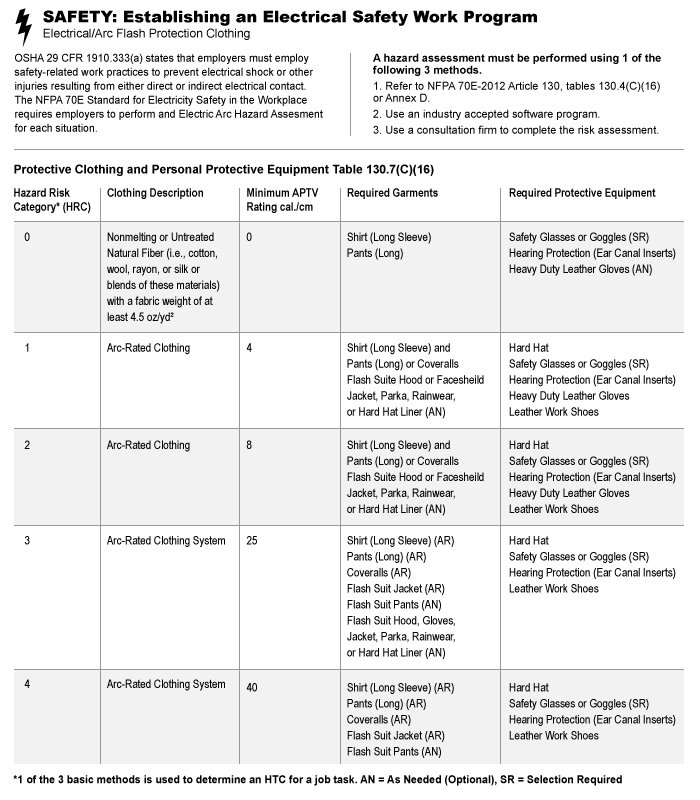 SAFETY: Establishing an Electrical Safety Work Program
Electrical/Arc Flash Protection Clothing
OSHA 29 CFR 1910.333(a) states that employers must employ
safety-related work practices to prevent electrical shock or other
injuries resulting from either direct or indirect electrical contact.
The NFPA 70E Standard for Electricity Safety in the Workplace
requires employers to perform and Electric Arc Hazard Assesment
for each situation.
A hazard assessment must be performed using 1 of the
following 3 methods.
1. Refer to NFPA 70E-2012 Article 130, tables 130.4(C)(16)
or Annex D.
2. Use an industry accepted software program.
3. Use a consultation firm to complete the risk assessment.
Protective Clothing and Personal Protective Equipment Table 130.7(C)(16)
Hazard Risk
Category* (HRC)
Clothing Description
Minimum APTV
Rating cal./cm
Required Garments
Required Protective Equipment
0
Nonmelting or Untreated
Natural Fiber (i.e., cotton,
wool, rayon, or silk or
blends of these materials)
with a fabric weight of at
least 4.5 oz/yd²
0
Shirt (Long Sleeve)
Pants (Long)
Safety Glasses or Goggles (SR)
Hearing Protection (Ear Canal Inserts)
Heavy Duty Leather Gloves (AN)
1
Arc-Rated Clothing
4
Shirt (Long Sleeve) and
Pants (Long) or Coveralls
Flash Suite Hood or Facesheild
Jacket, Parka, Rainwear,
or Hard Hat Liner (AN)
Hard Hat
Safety Glasses or Goggles (SR)
Hearing Protection (Ear Canal Inserts)
Heavy Duty Leather Gloves
Leather Work Shoes
2
Arc-Rated Clothing
8
Shirt (Long Sleeve) and
Pants (Long) or Coveralls
Flash Suite Hood or Facesheild
Jacket, Parka, Rainwear,
or Hard Hat Liner (AN)
Hard Hat
Safety Glasses or Goggles (SR)
Hearing Protection (Ear Canal Inserts)
Heavy Duty Leather Gloves
Leather Work Shoes
3
Arc-Rated Clothing System
25
Shirt (Long Sleeve) (AR)
Pants (Long) (AR)
Coveralls (AR)
Flash Suit Jacket (AR)
Flash Suit Pants (AN)
Flash Suit Hood, Gloves,
Jacket, Parka, Rainwear,
or Hard Hat Liner (AN)
Hard Hat
Safety Glasses or Goggles (SR)
Hearing Protection (Ear Canal Inserts)
Leather Work Shoes
4
Arc-Rated Clothing System
40
Shirt (Long Sleeve) (AR)
Pants (Long) (AR)
Coveralls (AR)
Flash Suit Jacket (AR)
Flash Suit Pants (AN)
Hard Hat
Safety Glasses or Goggles (SR)
Hearing Protection (Ear Canal Inserts)
Leather Work Shoes
*1 of the 3 basic methods is used to determine an HTC for a job task. AN = As Needed (Optional), SR = Selection Required